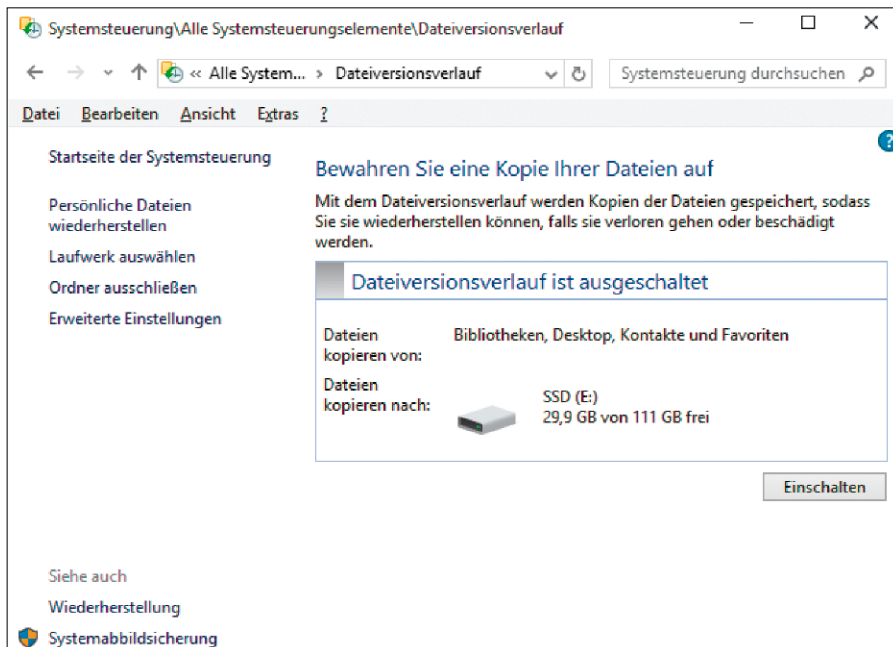 Systemsteuerung\Alle Systemsteuerungselemente\Dateiversionsverlauf
« Alle System... > Dateiversionsverlauf
Systemsteuerung durchsuchen
Datei Bearbeiten Ansicht Extras ?
?
Startseite der Systemsteuerung
Persönliche Dateien
wiederherstellen
Laufwerk auswählen
Ordner ausschließen
Erweiterte Einstellungen
Bewahren Sie eine Kopie Ihrer Dateien auf
Mit dem Dateiversionsverlauf werden Kopien der Dateien gespeichert, sodass
Sie sie wiederherstellen können, falls sie verloren gehen oder beschädigt
werden.
Dateiversionsverlauf ist ausgeschaltet
Dateien
kopieren von:
Bibliotheken, Desktop, Kontakte und Favoriten
Dateien
kopieren nach:
SSD (E:)
29,9 GB von 111 GB frei
Einschalten
Siehe auch
Wiederherstellung
Systemabbildsicherung